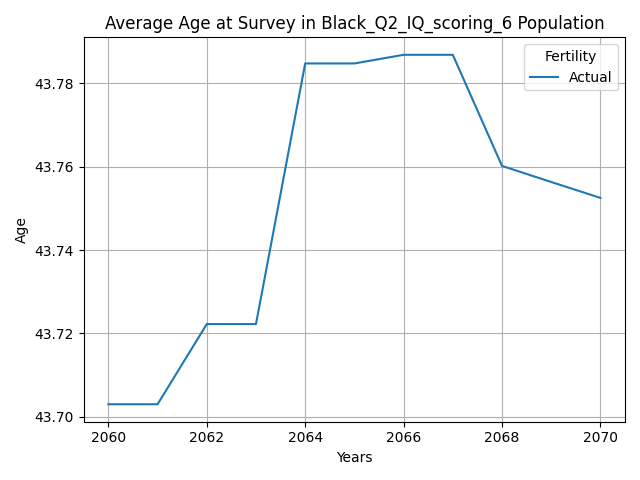 Average Age at Survey in Black_Q2_IQ_scoring_6 Population
Fertility
Actual
43.78
43.76
43.74
43.72
43.70
Age
2060 2062 2064 2066 2068 2070
Years